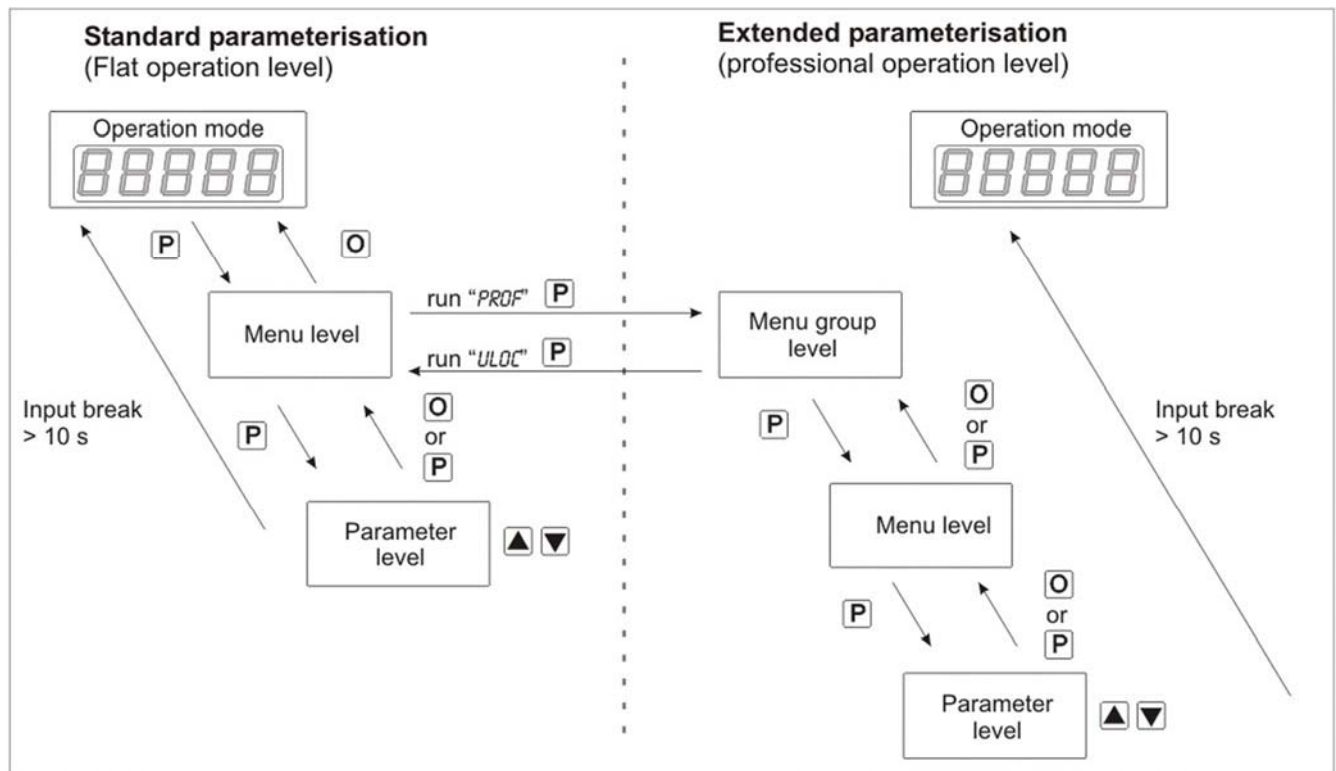 Standard parameterisation
(Flat operation level)
Operation mode
88888
P
O
Menu level
run “PROF” P
run “ULOC” P
Input break
> 10 s
P
O
or
P
Parameter
level
▲ ▼
Extended parameterisation
(professional operation level)
Operation mode
88888
Menu group
level
P
O
or
P
Input break
> 10 s
Menu level
P
O
or
P
Parameter
level
▲ ▼